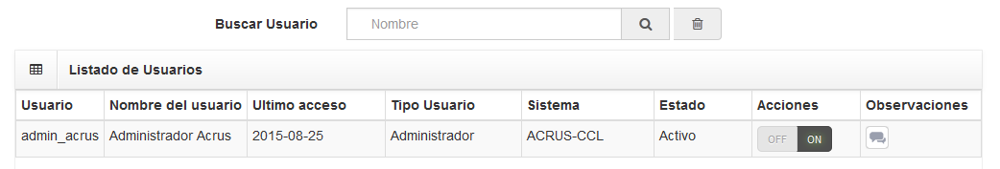 Buscar Usuario Nombre
Listado de Usuarios
Usuario Nombre del usuario Ultimo acceso Tipo Usuario Sistema Estado Acciones Observaciones
admin_acrus Administrador Acrus 2015-08-25 Administrador ACRUS-CCL Activo OFF ON